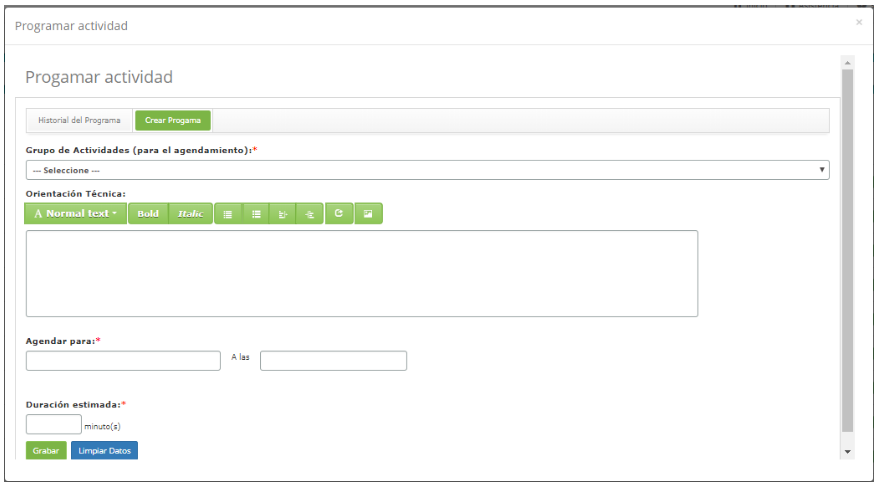 Programar actividad
×
Progamar actividad
Historial del Programa Crear Progama
Grupo de Actividades (para el agendamiento):*
--- Seleccione ---
Orientación Técnica:
A Normal text Bold Italic
Agendar para:*
A las
Duración estimada:*
minuto(s)
Grabar Limpiar Datos